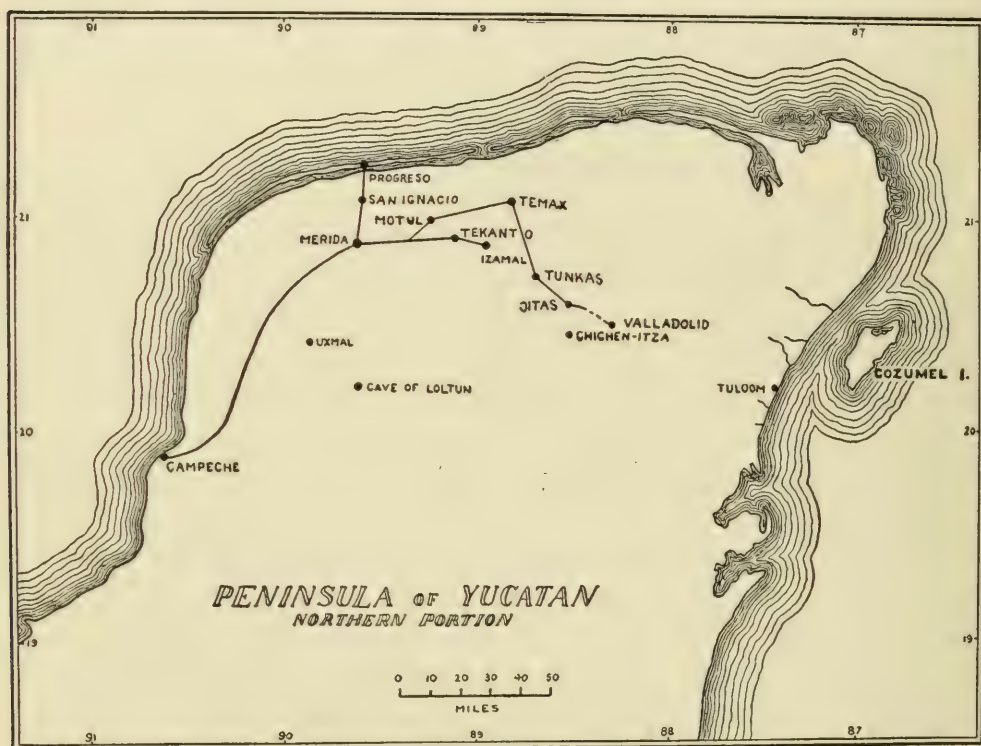 91 90 89 88 87
PROGRESO
21 SAN IGNACIO TEMAX 21
MOTUL
MERIDA TEKANTO
IZAMAL
TUNKAS
JITAS
VALLADOLID
UXMAL CHICHEN-ITZA
COZUMEL I.
CAVE OF LOLTUN TULOOM
20 20
CAMPECHE
PENINSULA OF YUCATAN
NORTHERN PORTION
19 19
0 10 20 30 40 50
MILES
91 90 89 88 87